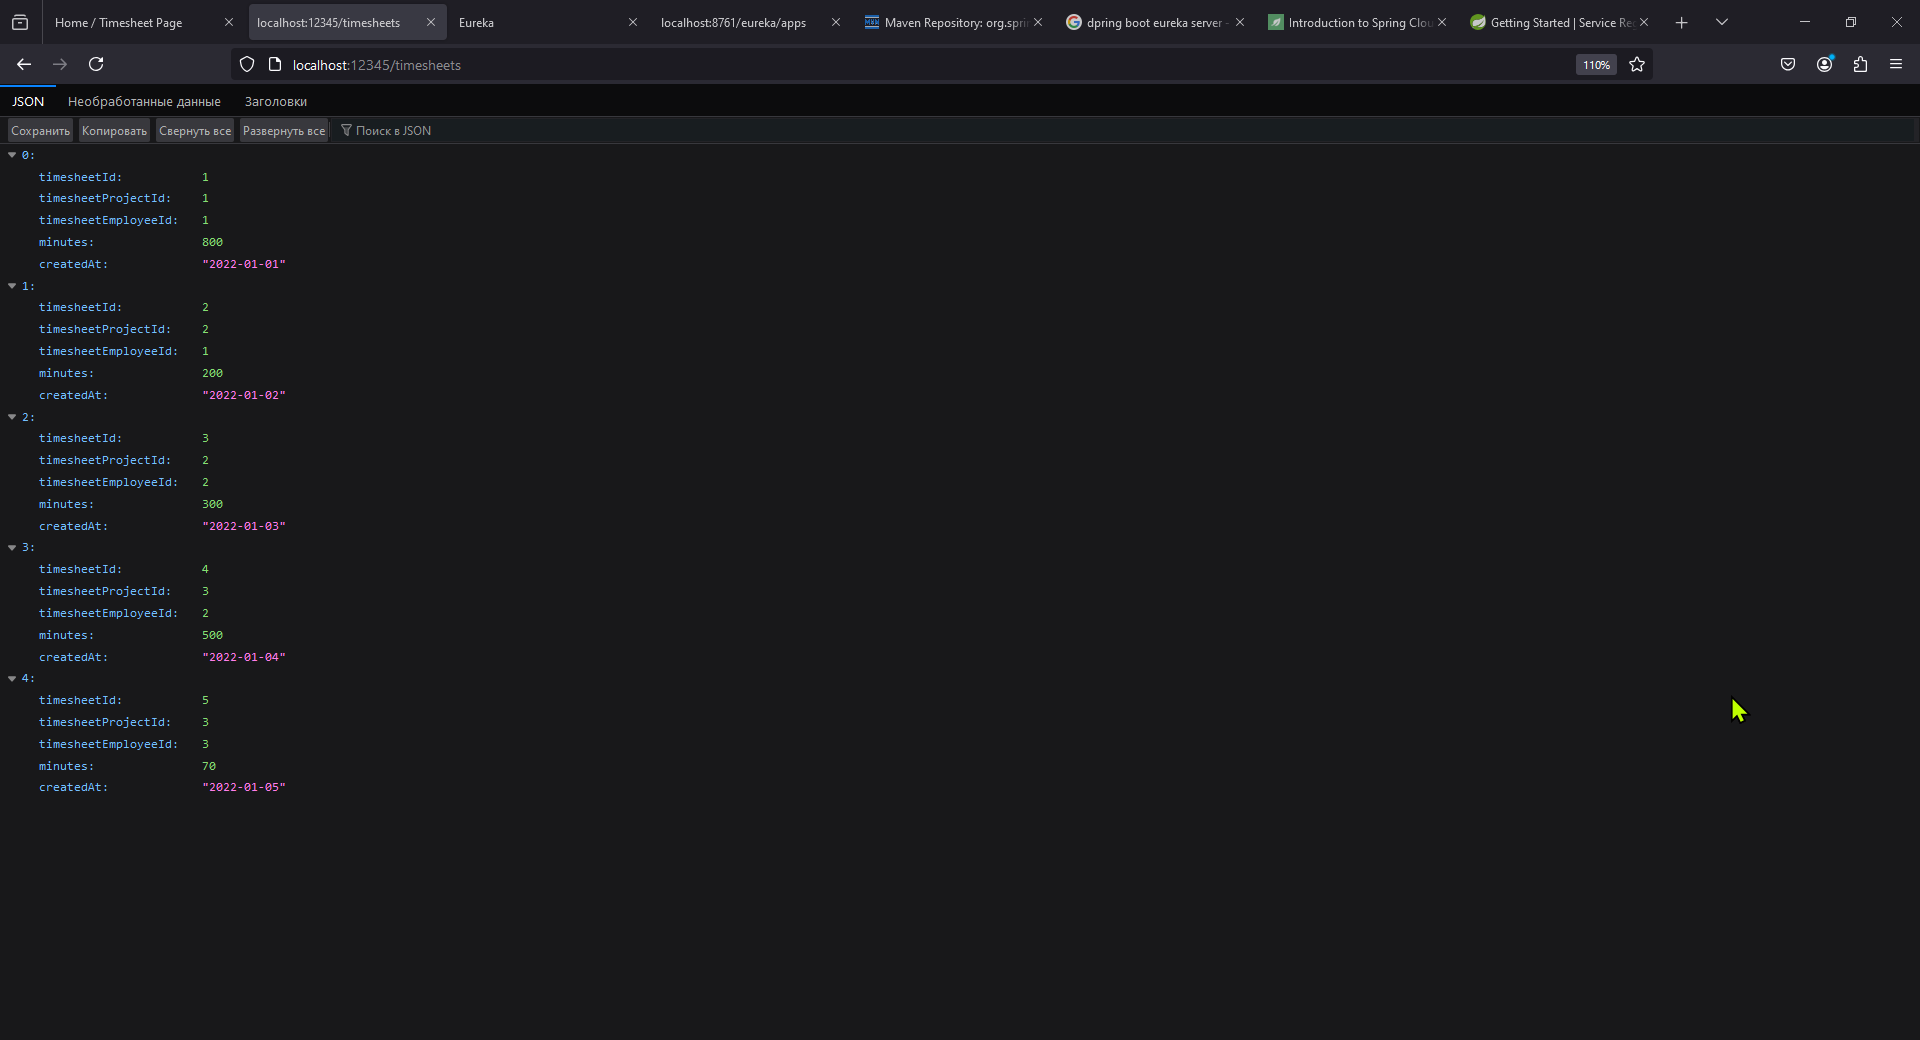 Home / Timesheet Page
localhost:12345/timesheets
Eureka
localhost:8761/eureka/apps
Maven Repository: org.spri
dpring boot eureka server -
Introduction to Spring Clou
Getting Started | Service Re
localhost:12345/timesheets
110%
JSON Необработанные данные Заголовки
Сохранить Копировать Свернуть все Развернуть все Поиск в JSON
0:
timesheetId: 1
timesheetProjectId: 1
timesheetEmployeeId: 1
minutes: 800
createdAt: "2022-01-01"
1:
timesheetId: 2
timesheetProjectId: 2
timesheetEmployeeId: 1
minutes: 200
createdAt: "2022-01-02"
2:
timesheetId: 3
timesheetProjectId: 2
timesheetEmployeeId: 2
minutes: 300
createdAt: "2022-01-03"
3:
timesheetId: 4
timesheetProjectId: 3
timesheetEmployeeId: 2
minutes: 500
createdAt: "2022-01-04"
4:
timesheetId: 5
timesheetProjectId: 3
timesheetEmployeeId: 3
minutes: 70
createdAt: "2022-01-05"